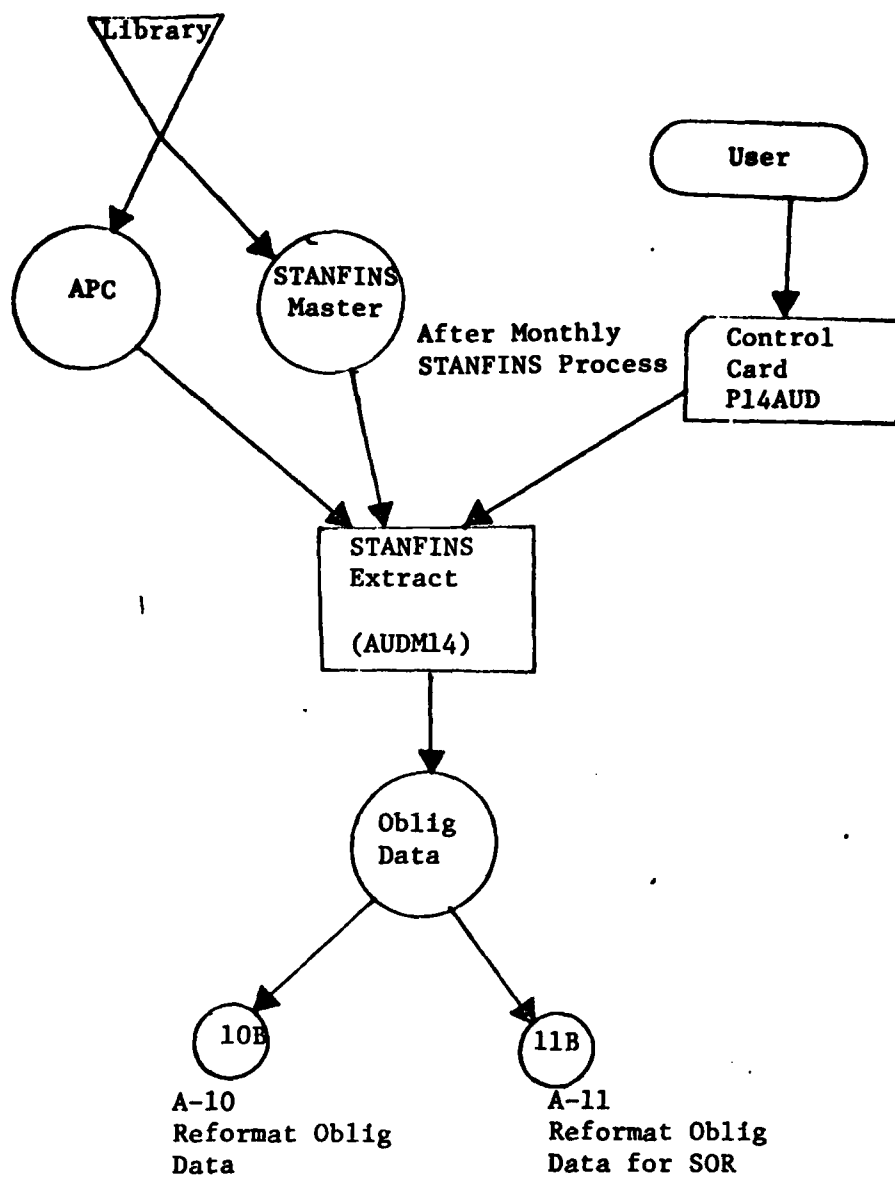 Library
User
APC
STANFINS
Master
After Monthly
STANFINS Process
Control
Card
P14AUD
STANFINS
Extract
(AUDM14)
Oblig
Data
10B
11B
A-10
Reformat Oblig
Data
A-11
Reformat Oblig
Data for SOR